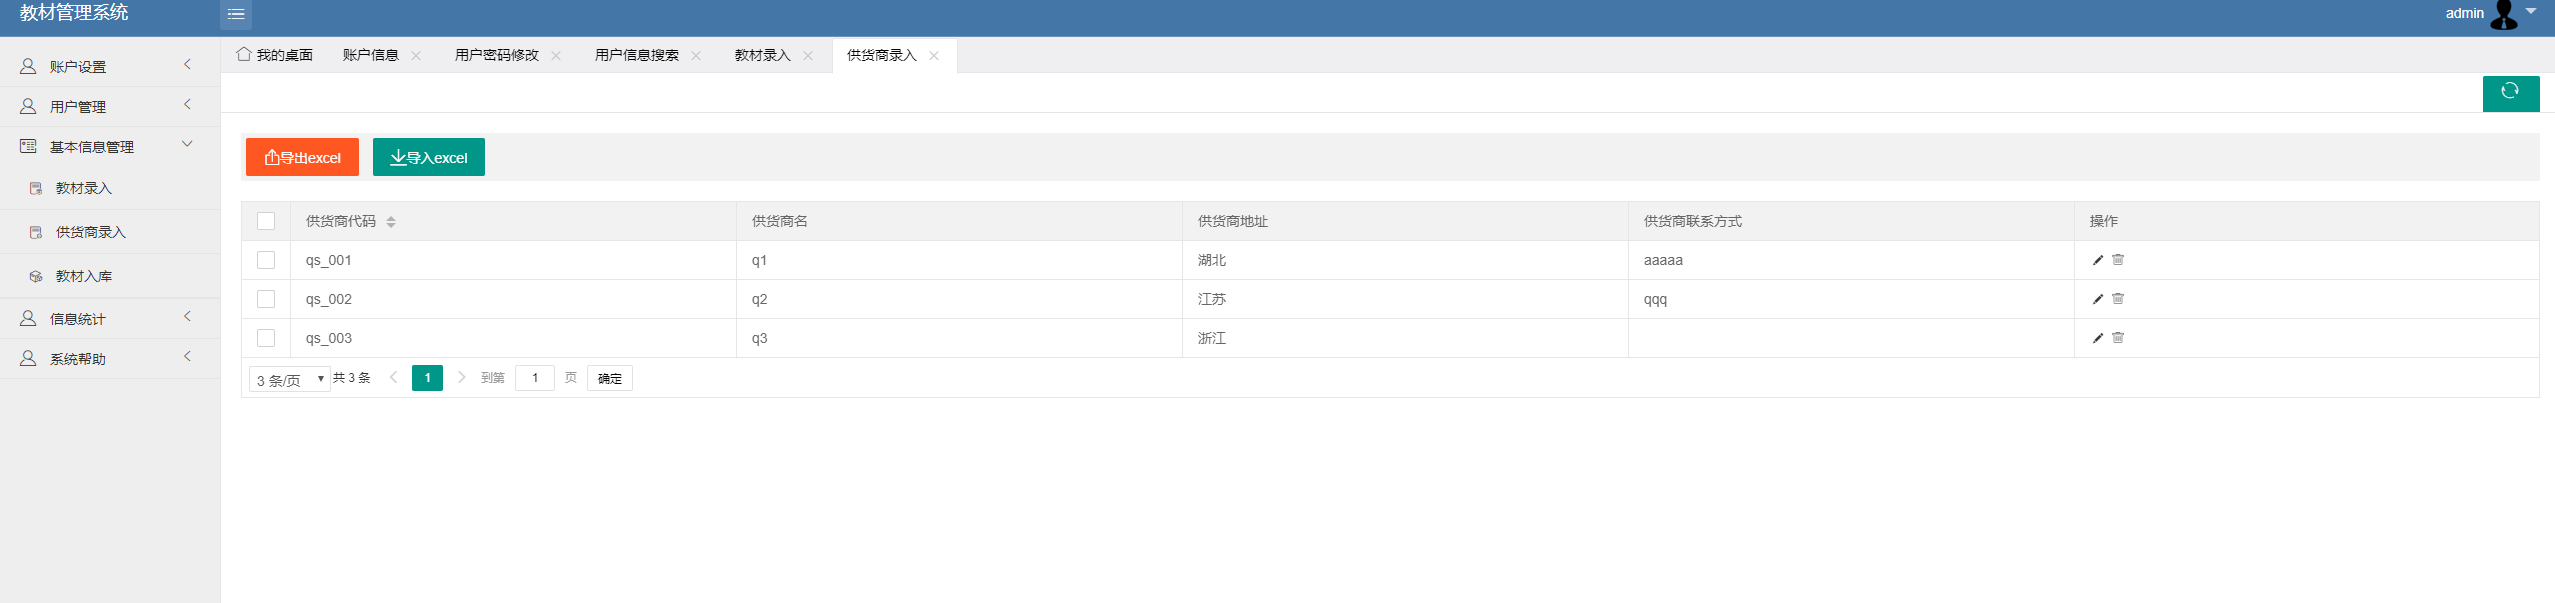 教材管理系统
admin
账户设置
用户管理
基本信息管理
教材录入
供货商录入
教材入库
信息统计
系统帮助
我的桌面 账户信息 用户密码修改 用户信息搜索 教材录入 供货商录入
导出excel 导入excel
供货商代码 供货商名 供货商地址 供货商联系方式 操作
qs_001 q1 湖北 aaaaa
qs_002 q2 江苏 qqq
qs_003 q3 浙江
3 条/页 共 3 条 1 到第 1 页 确定